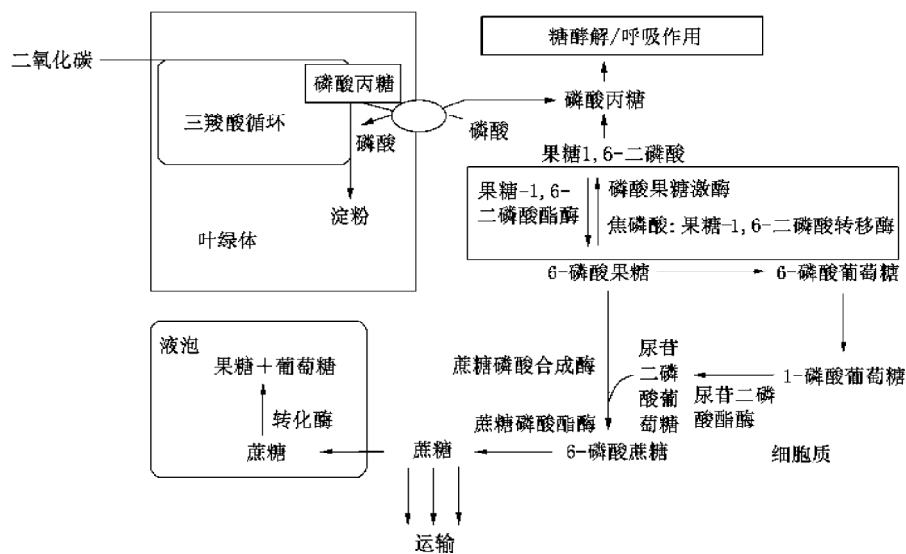 糖酵解/呼吸作用
二氧化碳
磷酸丙糖
磷酸丙糖
三羧酸循环
磷酸
磷酸
果糖1,6-二磷酸
果糖-1,6-
二磷酸酯酶
磷酸果糖激酶
焦磷酸:果糖-1,6-二磷酸转移酶
淀粉
叶绿体
6-磷酸果糖
6-磷酸葡萄糖
液泡
果糖+葡萄糖
转化酶
蔗糖
蔗糖磷酸合成酶
尿苷
二磷
酸葡
萄糖
1-磷酸葡萄糖
尿苷二磷
酸酯酶
蔗糖磷酸酯酶
6-磷酸蔗糖
细胞质
蔗糖
运输